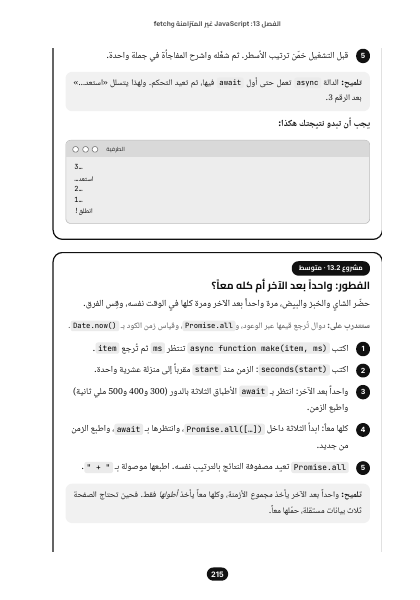 الفصل 13: JavaScript غير المتزامنة وfetch
5 قبل التشغيل خمّن ترتيب الأسطر. ثم شغّله واشرح المفاجأة في جملة واحدة.
تلميح: الدالة async تعمل حتى أول await فيها، ثم تعيد التحكم. ولهذا يتسلل «استعد...»
بعد الرقم 3.
يجب أن تبدو نتيجتك هكذا:
الطرفية
3…
استعد…
2…
1…
انطلق!
مشروع 13.2 · متوسط
الفطور: واحداً بعد الآخر أم كله معاً؟
حضّر الشاي والخبز والبيض، مرة واحداً بعد الآخر ومرة كلها في الوقت نفسه، وقِس الفرق.
ستتدرب على: دوال تُرجع قيمها عبر الوعود، وPromise.all، وقياس زمن الكود بـ Date.now().
1 اكتب async function make(item, ms) تنتظر ms ثم تُرجع item.
2 اكتب seconds(start): الزمن منذ start مقرباً إلى منزلة عشرية واحدة.
3 واحداً بعد الآخر: انتظر بـ await الأطباق الثلاثة بالدور (300 و400 و500 ملي ثانية)
واطبع الزمن.
4 كلها معاً: ابدأ الثلاثة داخل Promise.all([…])، وانتظرها بـ await، واطبع الزمن
من جديد.
5 Promise.all تعيد مصفوفة النتائج بالترتيب نفسه. اطبعها موصولة بـ " + ".
تلميح: واحداً بعد الآخر يأخذ مجموع الأزمنة، وكلها معاً يأخذ أطولها فقط. فحين تحتاج الصفحة
ثلاث بيانات مستقلة، حمّلها معاً.
215